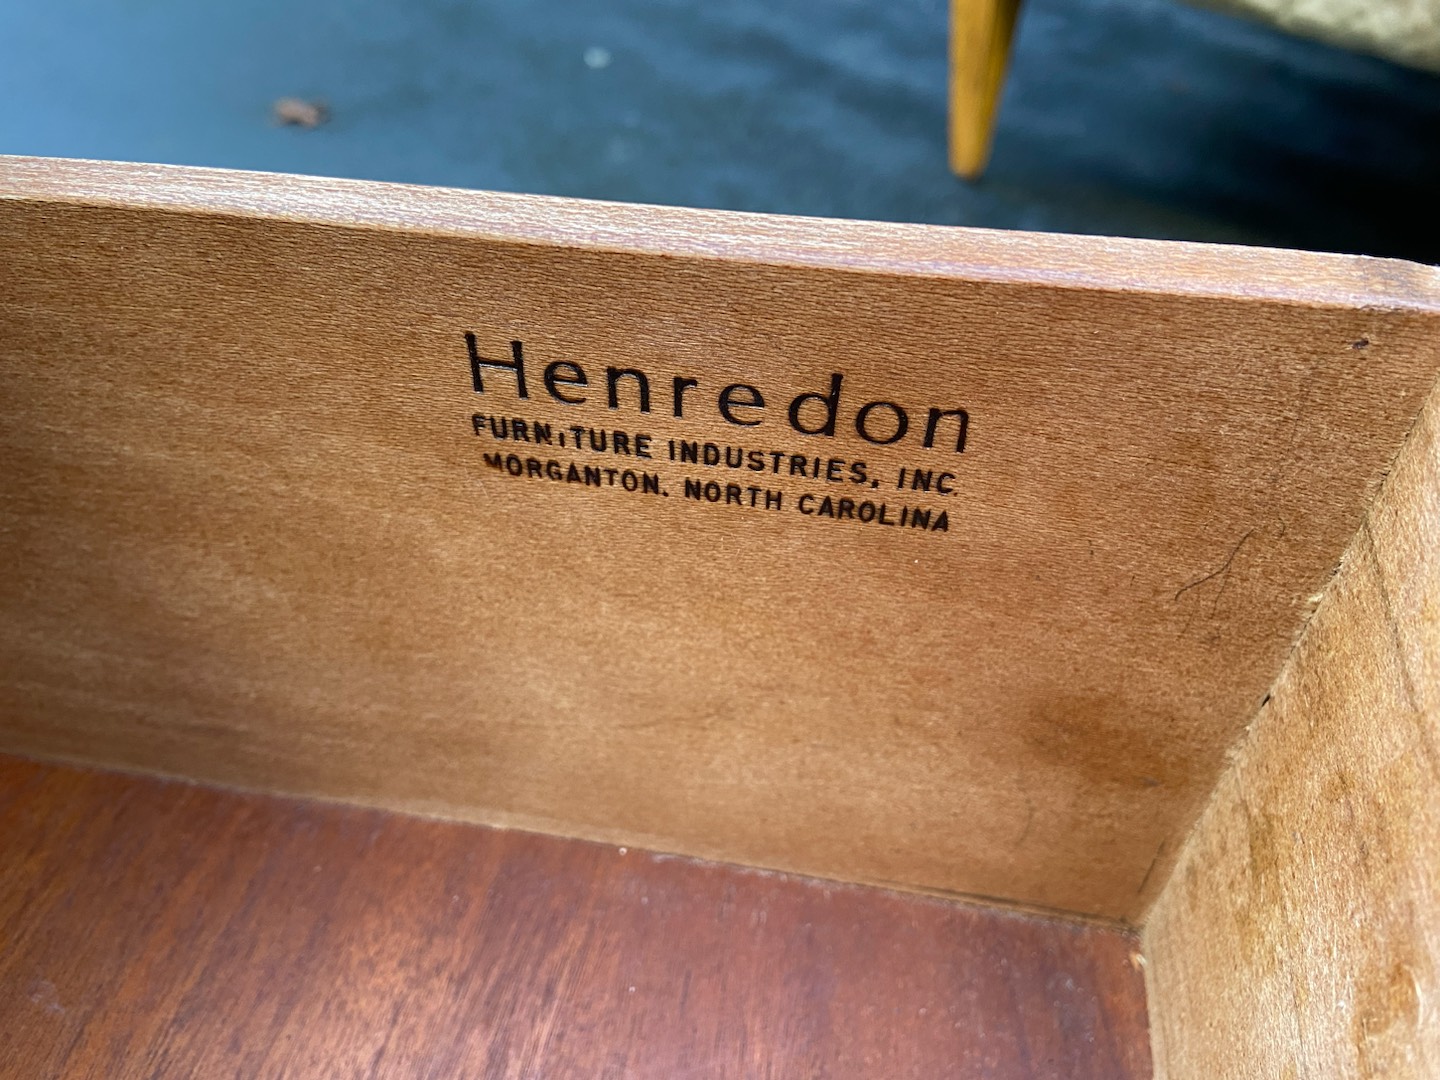 Henredon
FURNITURE INDUSTRIES, INC.
MORGANTON, NORTH CAROLINA